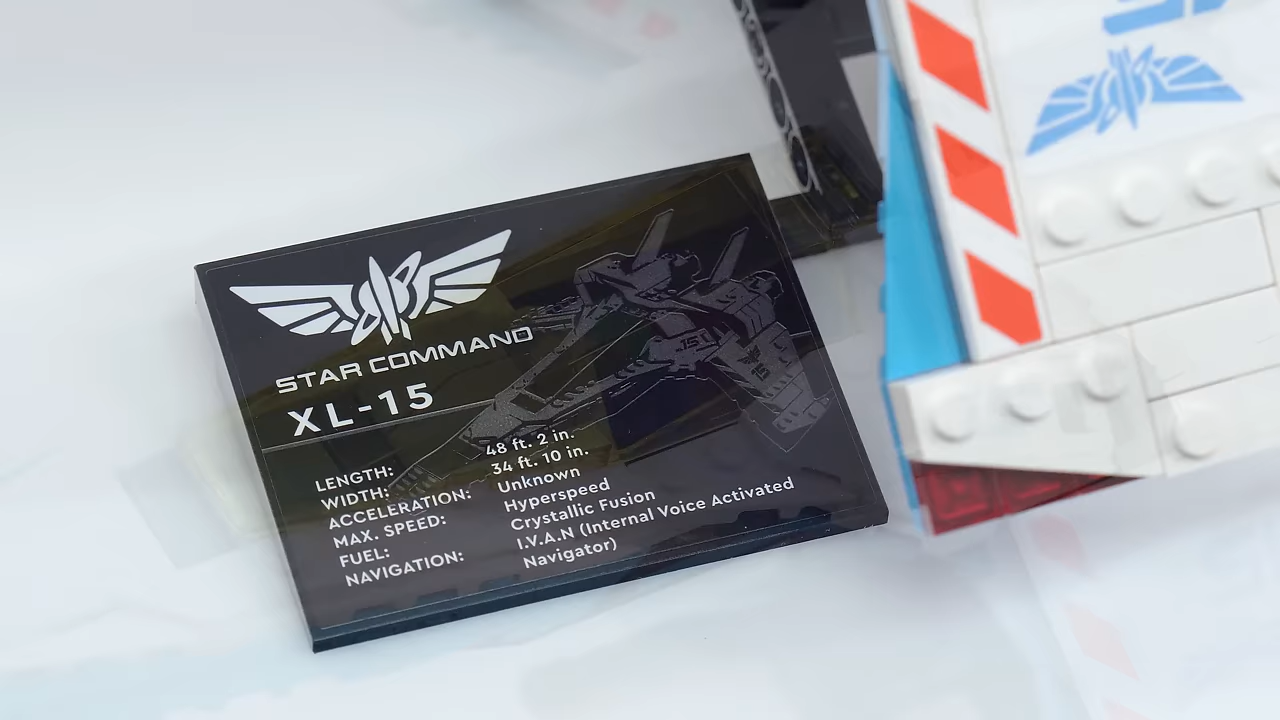 STAR COMMAND
XL-15
LENGTH: 48 ft. 2 in.
WIDTH: 34 ft. 10 in.
ACCELERATION: Unknown
MAX. SPEED: Hyperspeed
FUEL: Crystallic Fusion
NAVIGATION: I.V.A.N (Internal Voice Activated
Navigator)
15